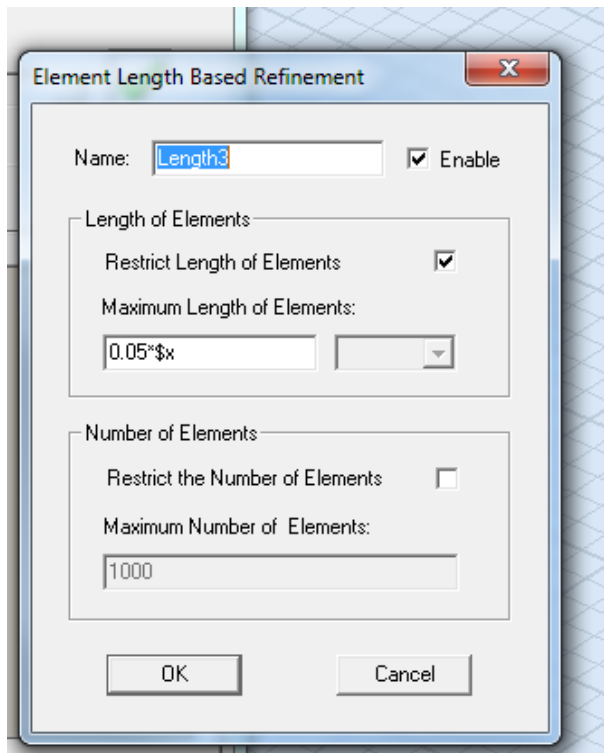 Element Length Based Refinement
Name: Length3 Enable
Length of Elements
Restrict Length of Elements
Maximum Length of Elements:
0.05*$x
Number of Elements
Restrict the Number of Elements
Maximum Number of Elements:
1000
OK Cancel